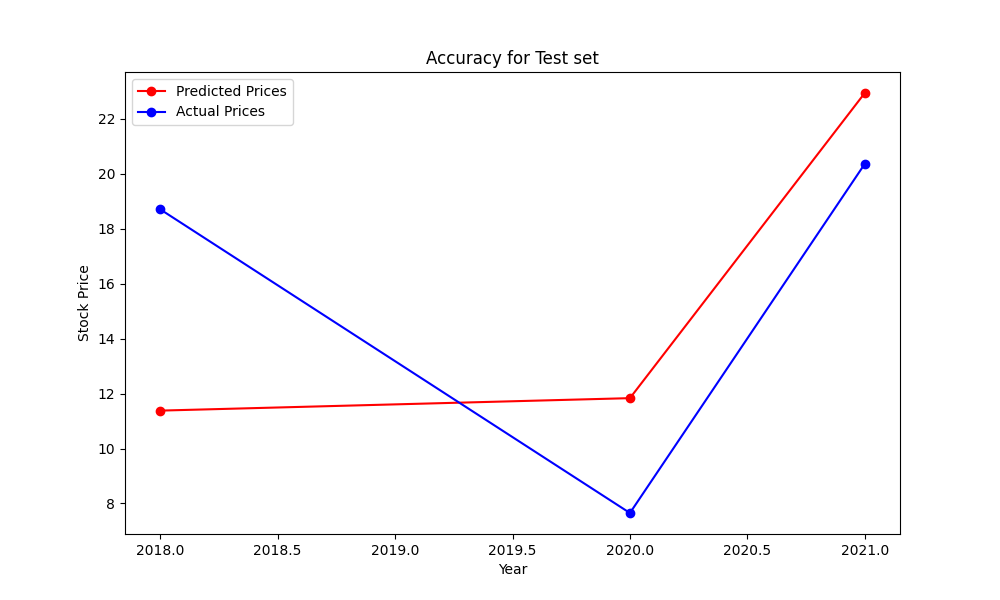 Accuracy for Test set
Predicted Prices
Actual Prices
Stock Price
22
20
18
16
14
12
10
8
2018.0 2018.5 2019.0 2019.5 2020.0 2020.5 2021.0
Year